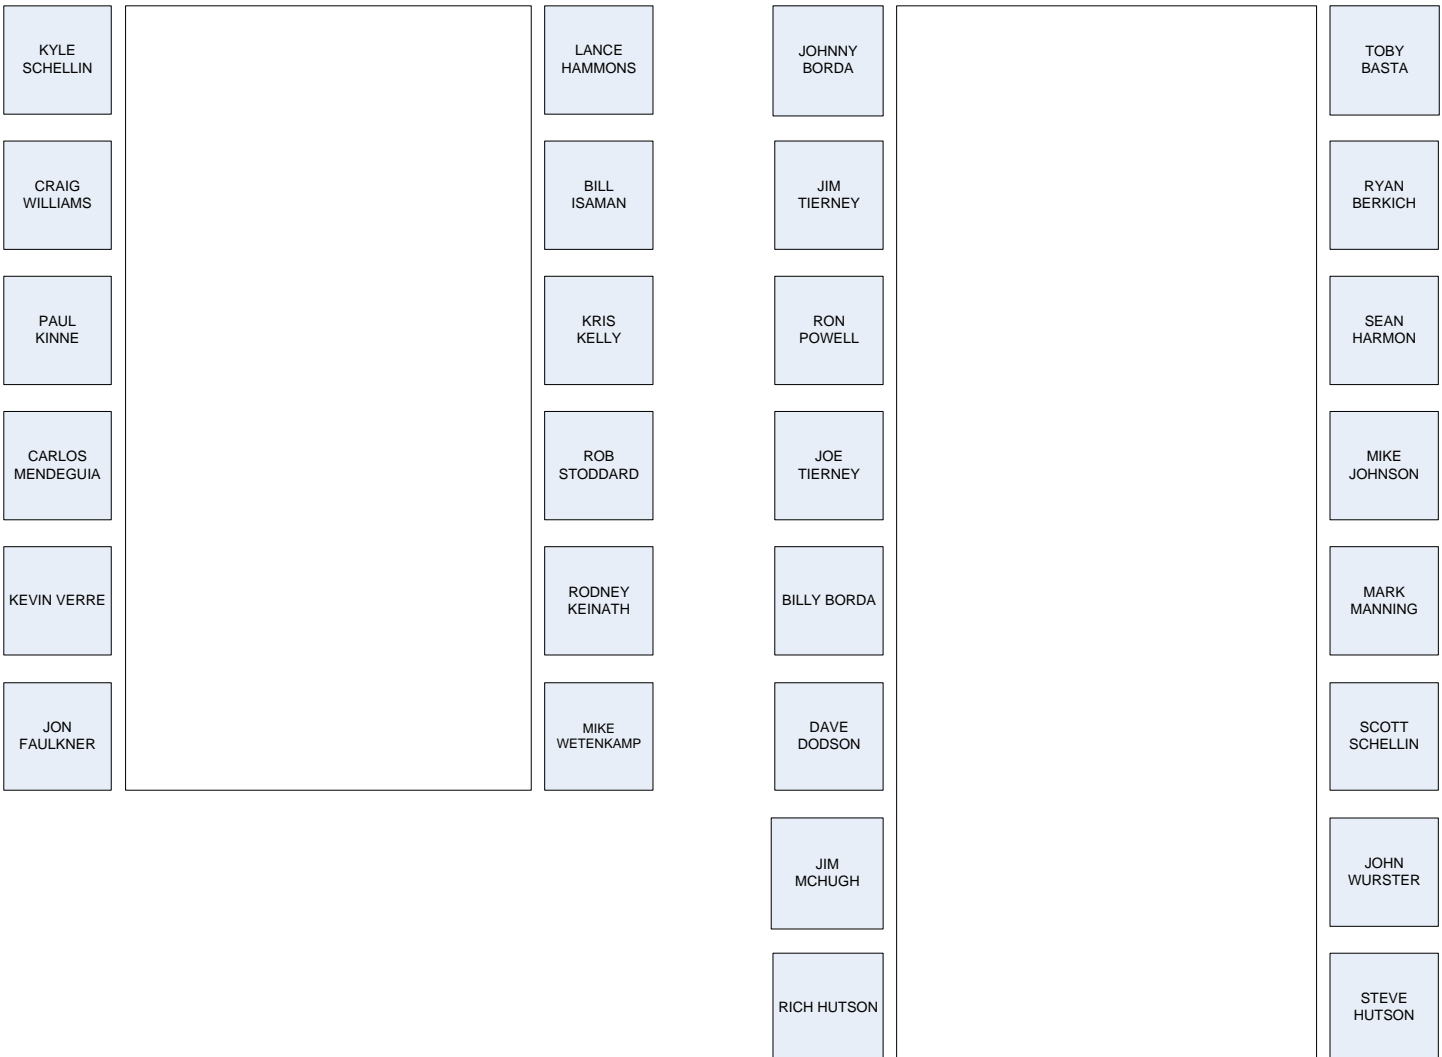 KYLE
SCHELLIN
LANCE
HAMMONS
JOHNNY
BORDA
TOBY
BASTA
CRAIG
WILLIAMS
BILL
ISAMAN
JIM
TIERNEY
RYAN
BERKICH
PAUL
KINNE
KRIS
KELLY
RON
POWELL
SEAN
HARMON
CARLOS
MENDEGUIA
ROB
STODDARD
JOE
TIERNEY
MIKE
JOHNSON
KEVIN VERRE
RODNEY
KEINATH
BILLY BORDA
MARK
MANNING
JON
FAULKNER
MIKE
WETENKAMP
DAVE
DODSON
SCOTT
SCHELLIN
JIM
MCHUGH
JOHN
WURSTER
RICH HUTSON
STEVE
HUTSON